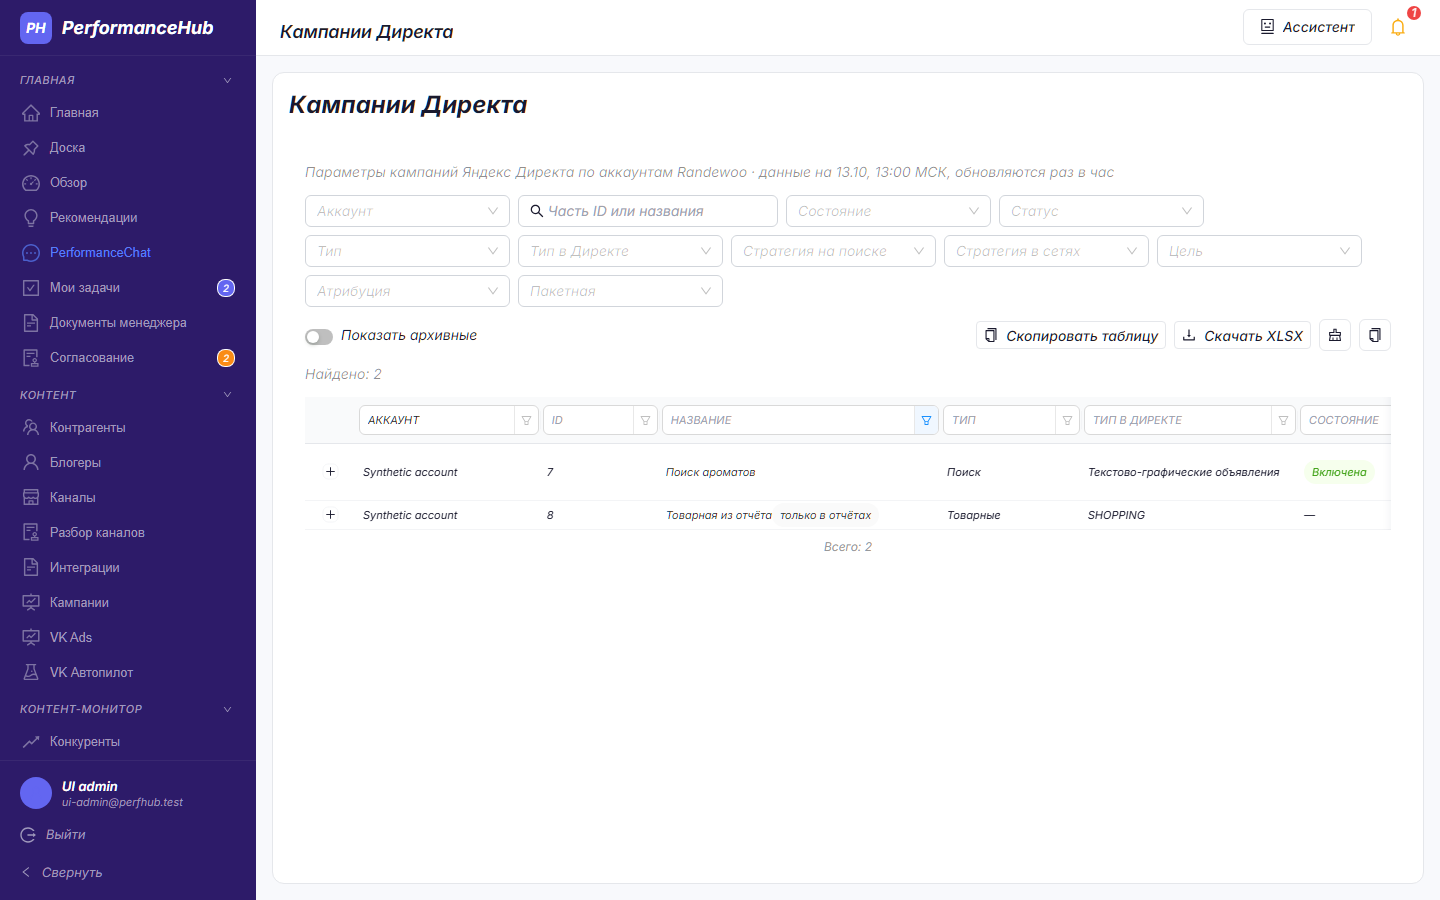 PH PerformanceHub
ГЛАВНАЯ
Главная
Доска
Обзор
Рекомендации
PerformanceChat
Мои задачи 2
Документы менеджера
Согласование 2
КОНТЕНТ
Контрагенты
Блогеры
Каналы
Разбор каналов
Интеграции
Кампании
VK Ads
VK Автопилот
КОНТЕНТ-МОНИТОР
Конкуренты
UI admin
ui-admin@perfhub.test
Выйти
Свернуть
Кампании Директа
Ассистент 1
Кампании Директа
Параметры кампаний Яндекс Директа по аккаунтам Randewoo · данные на 13.10, 13:00 МСК, обновляются раз в час
Аккаунт Часть ID или названия Состояние Статус
Тип Тип в Директе Стратегия на поиске Стратегия в сетях Цель
Атрибуция Пакетная
Показать архивные Скопировать таблицу Скачать XLSX
Найдено: 2
АККАУНТ ID НАЗВАНИЕ ТИП ТИП В ДИРЕКТЕ СОСТОЯНИЕ
+ Synthetic account 7 Поиск ароматов Поиск Текстово-графические объявления Включена
+ Synthetic account 8 Товарная из отчёта только в отчётах Товарные SHOPPING —
Всего: 2